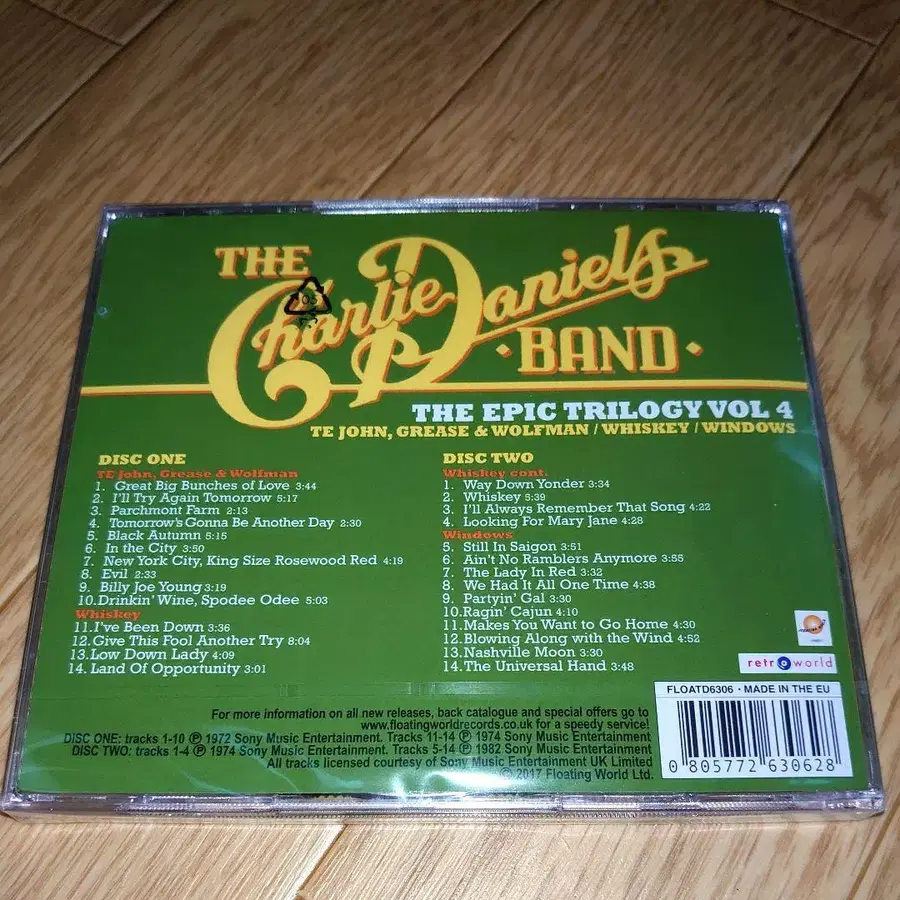 THE
Charlie Daniels
·BAND·
THE EPIC TRILOGY VOL 4
TE JOHN, GREASE & WOLFMAN / WHISKEY / WINDOWS
DISC ONE
TE John, Grease & Wolfman
1. Great Big Bunches of Love 3:44
2. I'll Try Again Tomorrow 5:17
3. Parchment Farm 2:13
4. Tomorrow's Gonna Be Another Day 2:30
5. Black Autumn 5:15
6. In the City 3:50
7. New York City, King Size Rosewood Red 4:19
8. Evil 2:33
9. Billy Joe Young 3:19
10. Drinkin' Wine, Spodee Odee 5:03
Whiskey
11. I've Been Down 3:36
12. Give This Fool Another Try 8:04
13. Low Down Lady 4:09
14. Land Of Opportunity 3:01
DISC TWO
Whiskey cont.
1. Way Down Yonder 3:34
2. Whiskey 5:39
3. I'll Always Remember That Song 4:22
4. Looking For Mary Jane 4:28
Windows
5. Still In Saigon 3:51
6. Ain't No Ramblers Anymore 3:55
7. The Lady In Red 3:32
8. We Had It All One Time 4:38
9. Partyin' Gal 3:30
10. Ragin' Cajun 4:10
11. Makes You Want to Go Home 4:30
12. Blowing Along with the Wind 4:52
13. Nashville Moon 3:30
14. The Universal Hand 3:48
retroworld
FLOATD6306 · MADE IN THE EU
0 805772 630628
For more information on all new releases, back catalogue and special offers go to
www.floatingworldrecords.co.uk for a speedy service!
DISC ONE: tracks 1-10 ℗ 1972 Sony Music Entertainment. Tracks 11-14 ℗ 1974 Sony Music Entertainment.
DISC TWO: tracks 1-4 ℗ 1974 Sony Music Entertainment. Tracks 5-14 ℗ 1982 Sony Music Entertainment.
All tracks licensed courtesy of Sony Music Entertainment UK Limited
© 2017 Floating World Ltd.